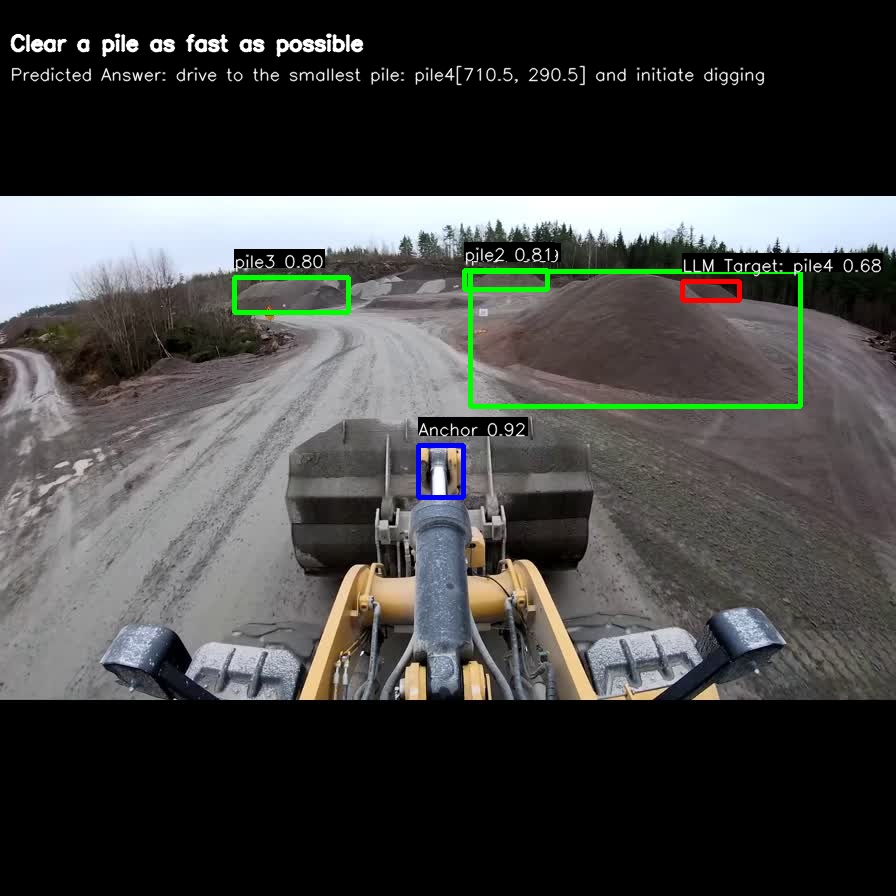 Clear a pile as fast as possible
Predicted Answer: drive to the smallest pile: pile4[710.5, 290.5] and initiate digging
pile3 0.80
pile2 0.81
LLM Target: pile4 0.68
Anchor 0.92